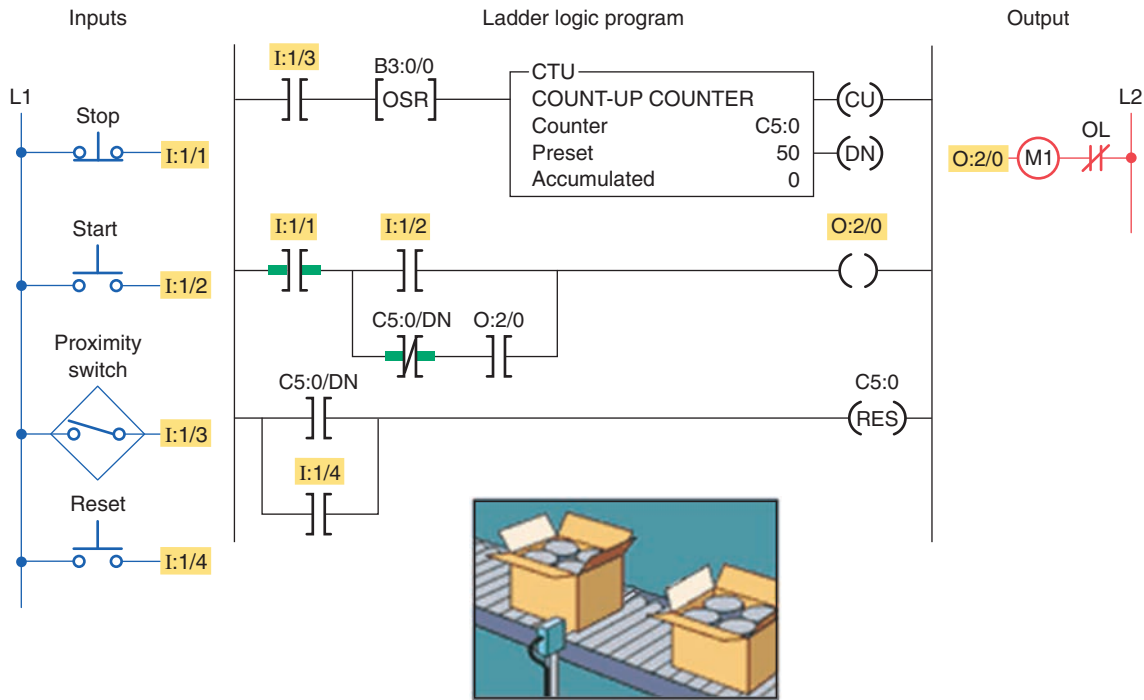 Inputs
Ladder logic program
Output
L1
Stop
I:1/1
Start
I:1/2
Proximity
switch
I:1/3
Reset
I:1/4
I:1/3
B3:0/0
OSR
CTU
COUNT-UP COUNTER
Counter C5:0
Preset 50
Accumulated 0
CU
DN
I:1/1
I:1/2
O:2/0
C5:0/DN
O:2/0
C5:0/DN
C5:0
RES
I:1/4
L2
OL
O:2/0
M1